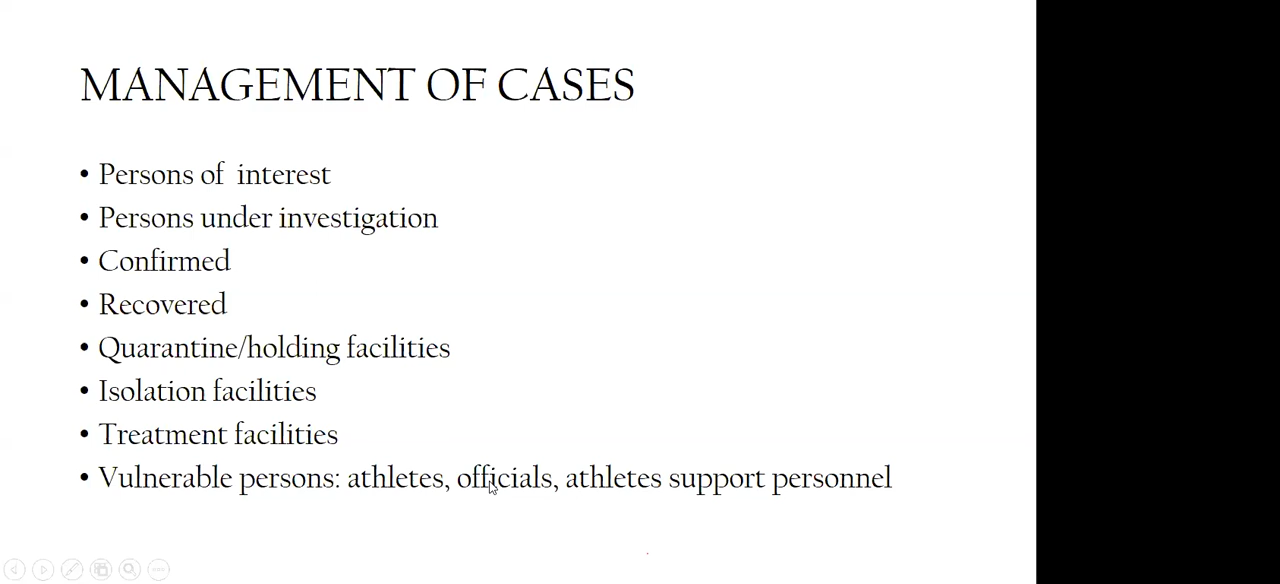 MANAGEMENT OF CASES
• Persons of interest
• Persons under investigation
• Confirmed
• Recovered
• Quarantine/holding facilities
• Isolation facilities
• Treatment facilities
• Vulnerable persons: athletes, officials, athletes support personnel